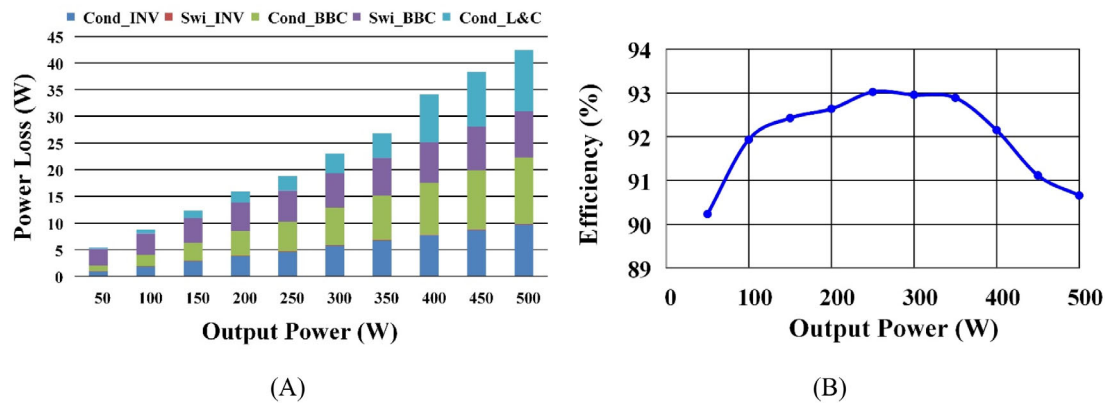 Cond_INV Swi_INV Cond_BBC Swi_BBC Cond_L&C
45
40
35
30
25
20
15
10
5
0
Power Loss (W)
50 100 150 200 250 300 350 400 450 500
Output Power (W)
(A)
94
93
92
91
90
89
Efficiency (%)
0 100 200 300 400 500
Output Power (W)
(B)